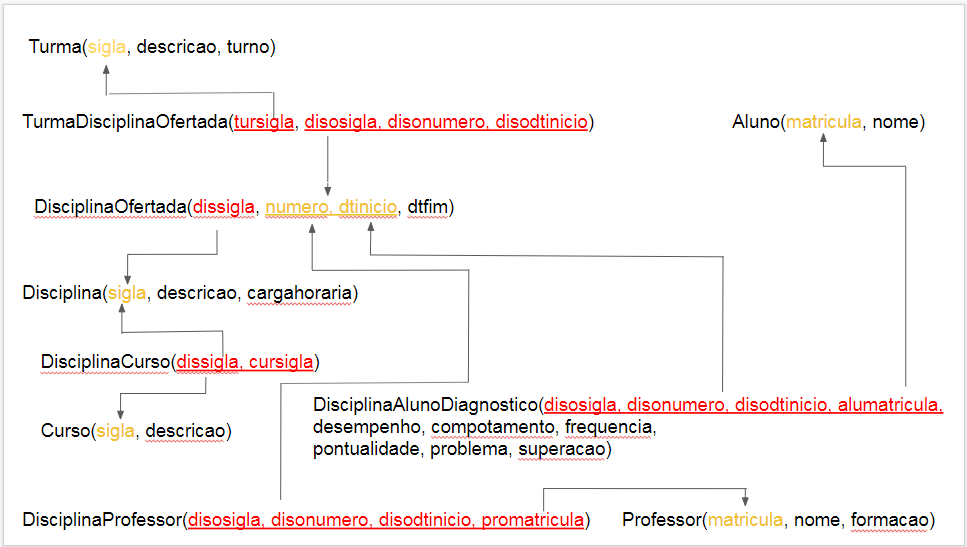 Turma(sigla, descricao, turno)
TurmaDisciplinaOfertada(tursigla, disosigla, disonumero, disodtinicio)
Aluno(matricula, nome)
DisciplinaOfertada(dissigla, numero, dtinicio, dtfim)
Disciplina(sigla, descricao, cargahoraria)
DisciplinaCurso(dissigla, cursigla)
DisciplinaAlunoDiagnostico(disosigla, disonumero, disodtinicio, alumatricula,
desempenho, compotamento, frequencia,
pontualidade, problema, superacao)
Curso(sigla, descricao)
DisciplinaProfessor(disosigla, disonumero, disodtinicio, promatricula)
Professor(matricula, nome, formacao)